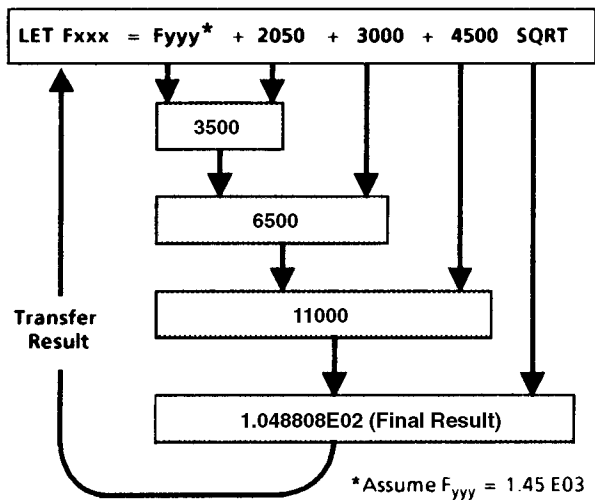 LET Fxxx = Fyyy* + 2050 + 3000 + 4500 SQRT
3500
6500
11000
Transfer
Result
1.048808E02 (Final Result)
*Assume Fyyy = 1.45 E03